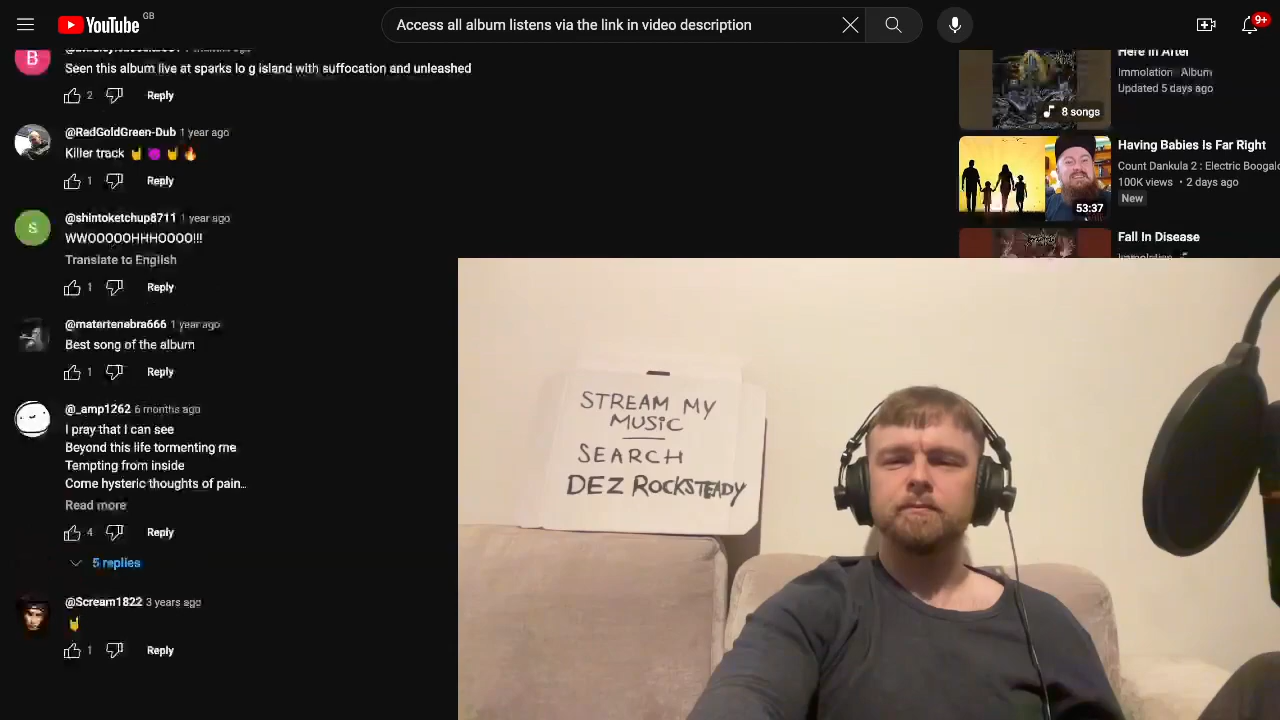 YouTube
GB
Access all album listens via the link in video description
9+
Seen this album live at sparks lo g island with suffocation and unleashed
2
Reply
@RedGoldGreen-Dub 1 year ago
Killer track 🤘😈🤘🔥
1
Reply
@shintoketchup8711 1 year ago
WWOOOOOHHHOOOO!!!
Translate to English
1
Reply
@matartenebra666 1 year ago
Best song of the album
1
Reply
@_amp1262 6 months ago
I pray that I can see
Beyond this life tormenting me
Tempting from inside
Come hysteric thoughts of pain...
Read more
4
Reply
5 replies
@Scream1822 3 years ago
🤘
1
Reply
Here In After
Immolation · Album
Updated 5 days ago
8 songs
Having Babies Is Far Right
Count Dankula 2 : Electric Boogalo
100K views • 2 days ago
New
53:37
Fall In Disease
STREAM MY
MUSIC
SEARCH
DEZ ROCKSTEADY
B
S